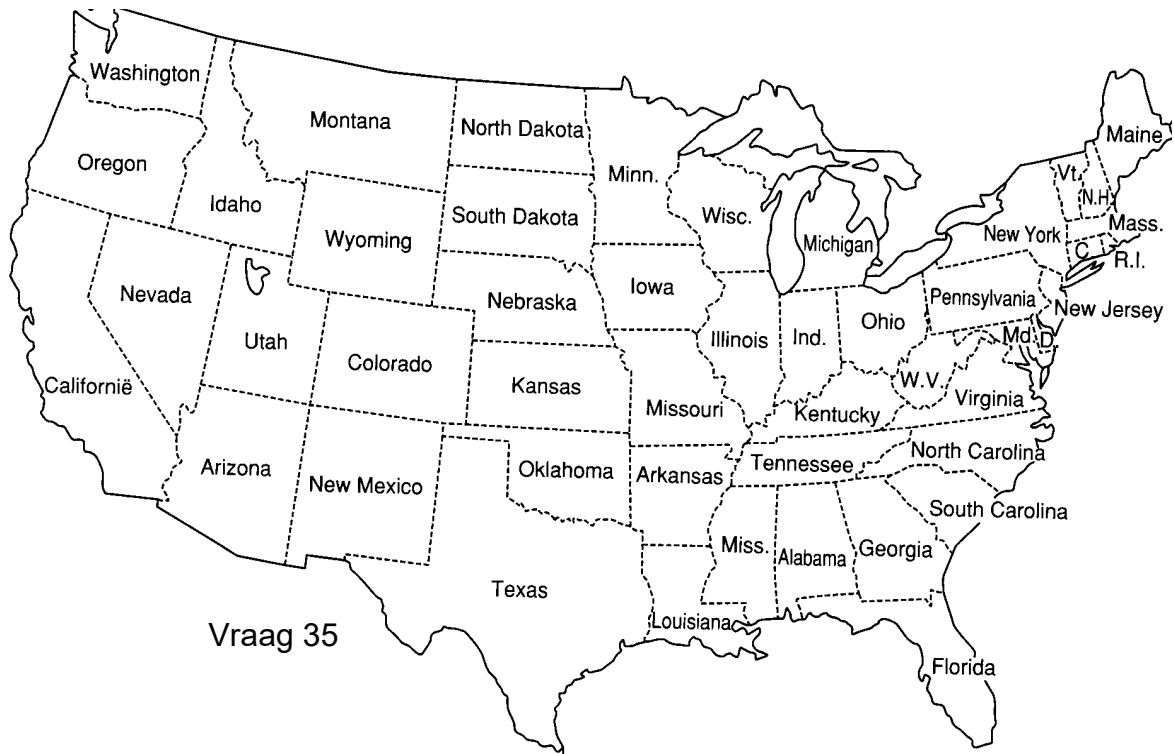 Washington
Montana
North Dakota
Minn.
Maine
Oregon
Idaho
Wyoming
South Dakota
Wisc.
Michigan
Vt.
N.H.
Mass.
New York
C.
R.I.
Nevada
Utah
Colorado
Nebraska
Iowa
Illinois
Ind.
Ohio
Pennsylvania
New Jersey
Md.
D.
Californië
Kansas
Missouri
Kentucky
W.V.
Virginia
Arizona
New Mexico
Oklahoma
Arkansas
Tennessee
North Carolina
South Carolina
Texas
Miss.
Alabama
Georgia
Louisiana
Florida
Vraag 35